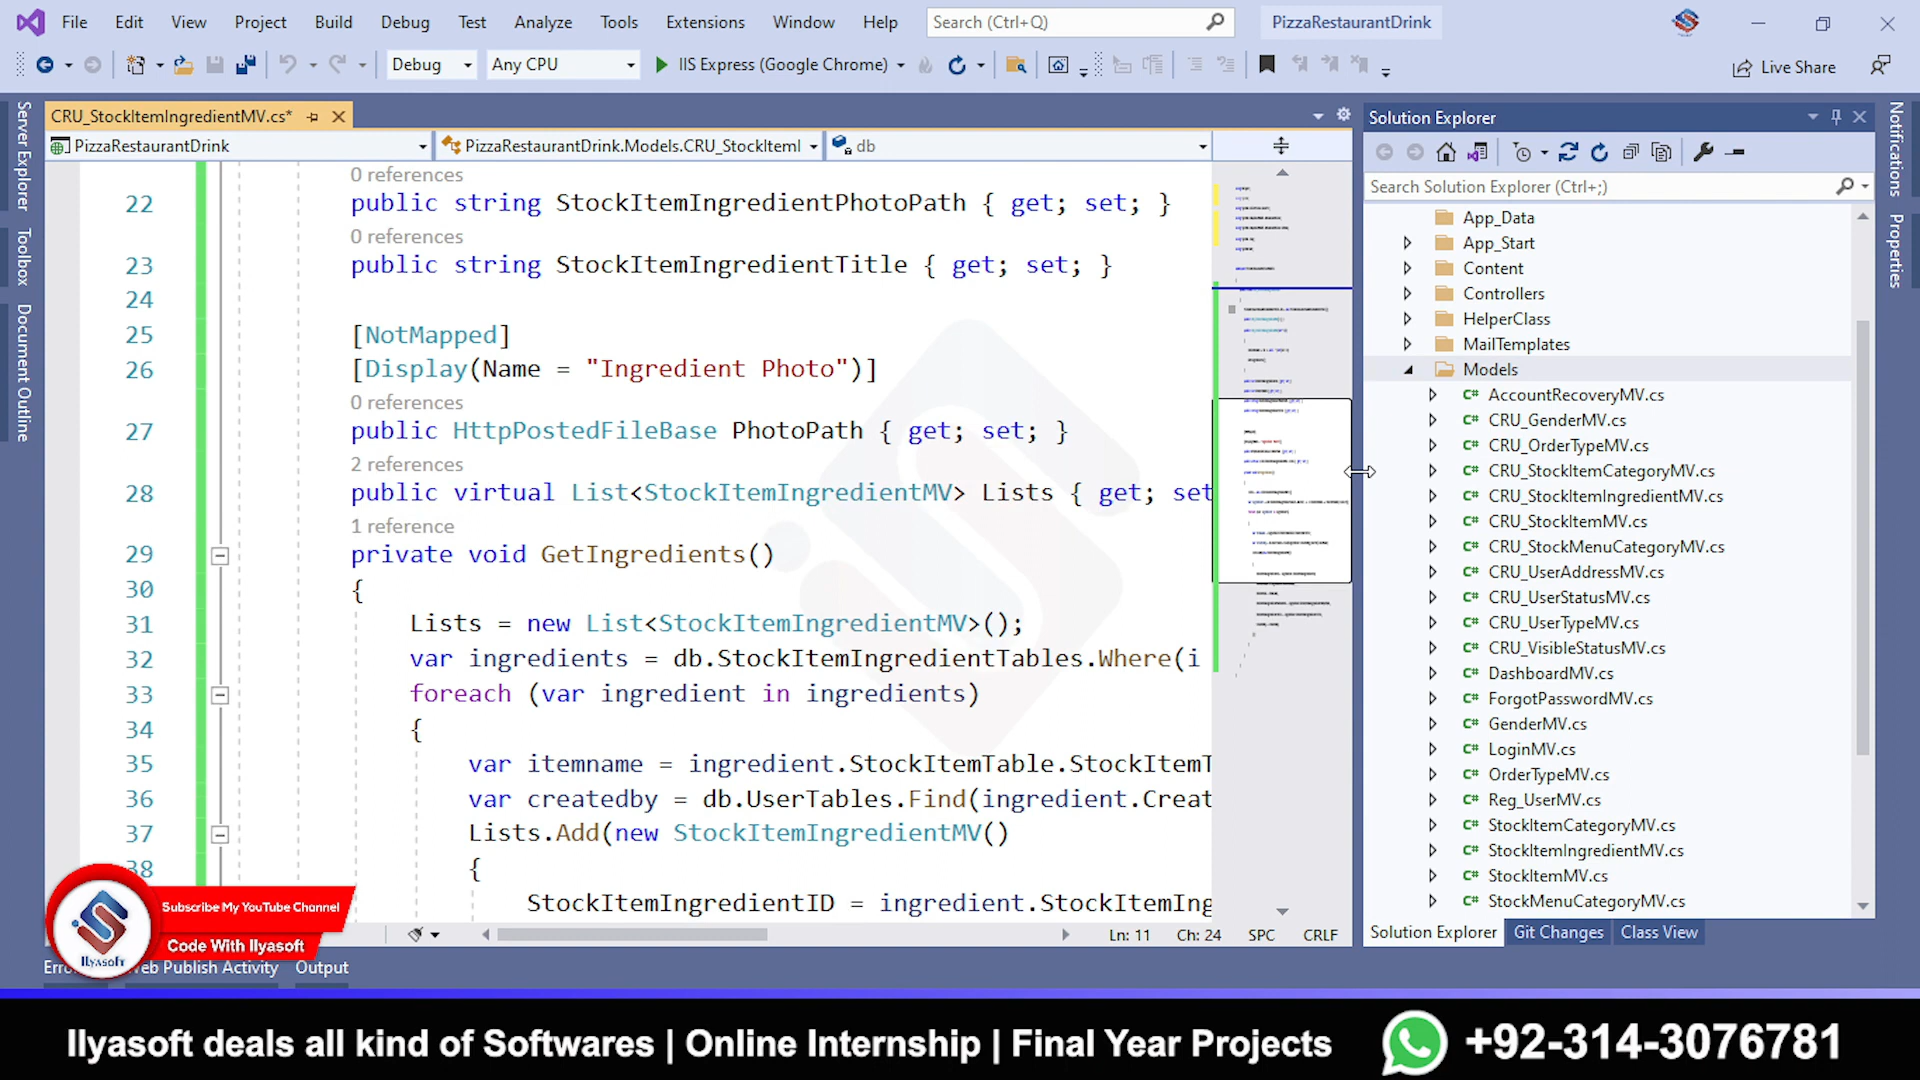 File Edit View Project Build Debug Test Analyze Tools Extensions Window Help Search (Ctrl+Q) PizzaRestaurantDrink
Debug Any CPU IIS Express (Google Chrome) Live Share
Server Explorer
Toolbox
Document Outline
CRU_StockItemIngredientMV.cs*
PizzaRestaurantDrink PizzaRestaurantDrink.Models.CRU_StockItemI db
0 references
22 public string StockItemIngredientPhotoPath { get; set; }
0 references
23 public string StockItemIngredientTitle { get; set; }
24
25 [NotMapped]
26 [Display(Name = "Ingredient Photo")]
0 references
27 public HttpPostedFileBase PhotoPath { get; set; }
2 references
28 public virtual List<StockItemIngredientMV> Lists { get; set
1 reference
29 private void GetIngredients()
30 {
31 Lists = new List<StockItemIngredientMV>();
32 var ingredients = db.StockItemIngredientTables.Where(i
33 foreach (var ingredient in ingredients)
34 {
35 var itemname = ingredient.StockItemTable.StockItemT
36 var createdby = db.UserTables.Find(ingredient.Creat
37 Lists.Add(new StockItemIngredientMV()
38 {
StockItemIngredientID = ingredient.StockItemIng
Ln: 11 Ch: 24 SPC CRLF
Web Publish Activity Output
Solution Explorer
Search Solution Explorer (Ctrl+;)
App_Data
App_Start
Content
Controllers
HelperClass
MailTemplates
Models
C# AccountRecoveryMV.cs
C# CRU_GenderMV.cs
C# CRU_OrderTypeMV.cs
C# CRU_StockItemCategoryMV.cs
C# CRU_StockItemIngredientMV.cs
C# CRU_StockItemMV.cs
C# CRU_StockMenuCategoryMV.cs
C# CRU_UserAddressMV.cs
C# CRU_UserStatusMV.cs
C# CRU_UserTypeMV.cs
C# CRU_VisibleStatusMV.cs
C# DashboardMV.cs
C# ForgotPasswordMV.cs
C# GenderMV.cs
C# LoginMV.cs
C# OrderTypeMV.cs
C# Reg_UserMV.cs
C# StockItemCategoryMV.cs
C# StockItemIngredientMV.cs
C# StockItemMV.cs
C# StockMenuCategoryMV.cs
Solution Explorer Git Changes Class View
Notifications
Properties
Subscribe My YouTube Channel
Code With Ilyasoft
Ilyasoft
Ilyasoft deals all kind of Softwares | Online Internship | Final Year Projects +92-314-3076781